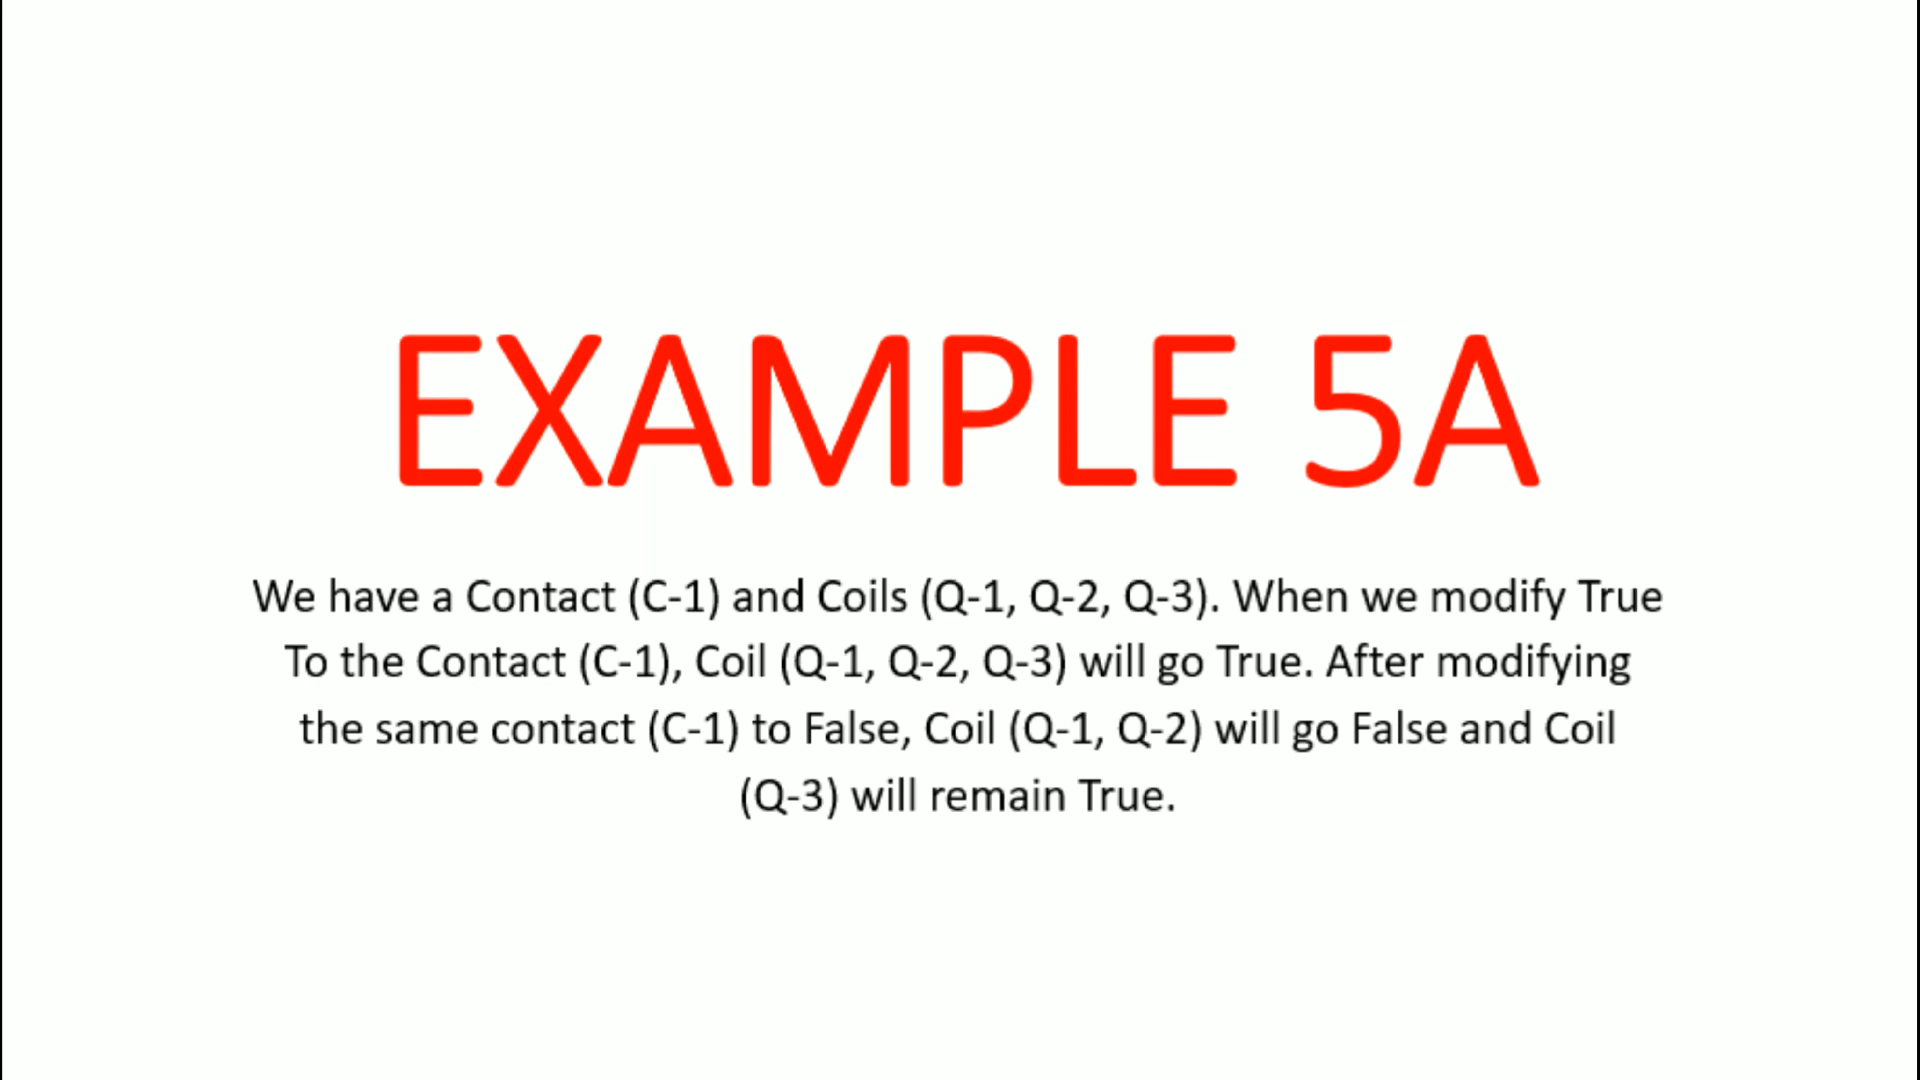 EXAMPLE 5A
We have a Contact (C-1) and Coils (Q-1, Q-2, Q-3). When we modify True
To the Contact (C-1), Coil (Q-1, Q-2, Q-3) will go True. After modifying
the same contact (C-1) to False, Coil (Q-1, Q-2) will go False and Coil
(Q-3) will remain True.